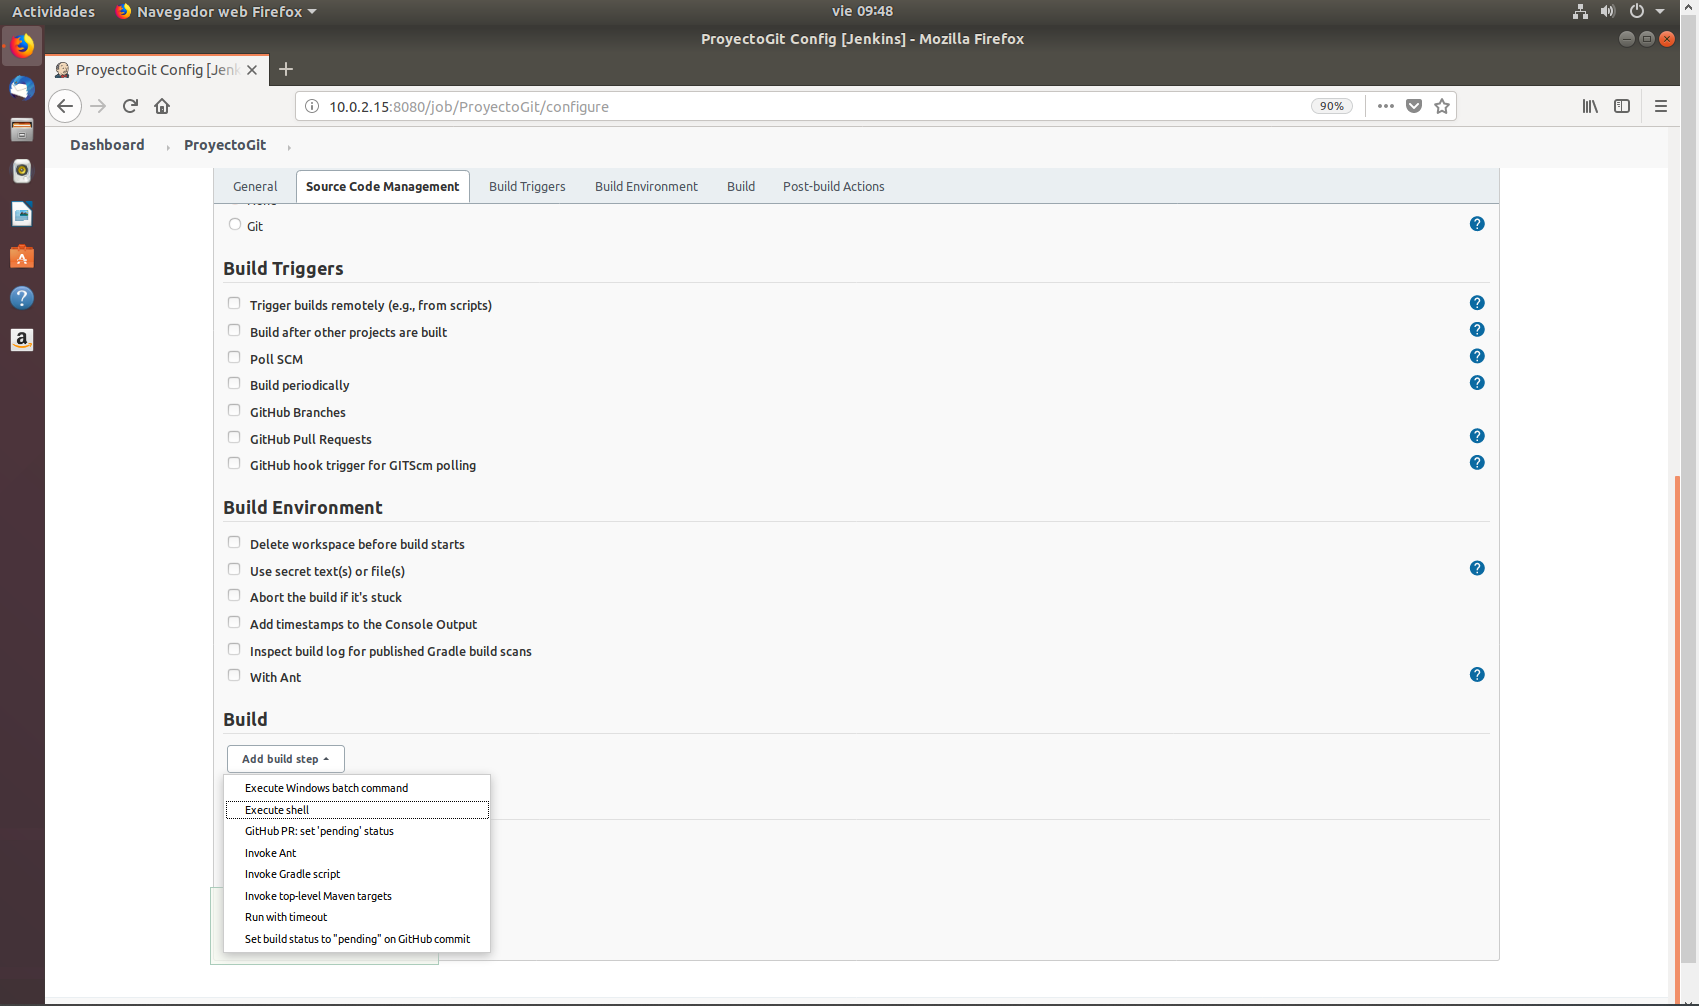 Actividades Navegador web Firefox vie 09:48
ProyectoGit Config [Jenkins] - Mozilla Firefox
ProyectoGit Config [Jen
10.0.2.15:8080/job/ProyectoGit/configure 90%
Dashboard ProyectoGit
General Source Code Management Build Triggers Build Environment Build Post-build Actions
None
Git
Build Triggers
Trigger builds remotely (e.g., from scripts)
Build after other projects are built
Poll SCM
Build periodically
GitHub Branches
GitHub Pull Requests
GitHub hook trigger for GITScm polling
Build Environment
Delete workspace before build starts
Use secret text(s) or file(s)
Abort the build if it's stuck
Add timestamps to the Console Output
Inspect build log for published Gradle build scans
With Ant
Build
Add build step
Execute Windows batch command
Execute shell
GitHub PR: set 'pending' status
Invoke Ant
Invoke Gradle script
Invoke top-level Maven targets
Run with timeout
Set build status to "pending" on GitHub commit